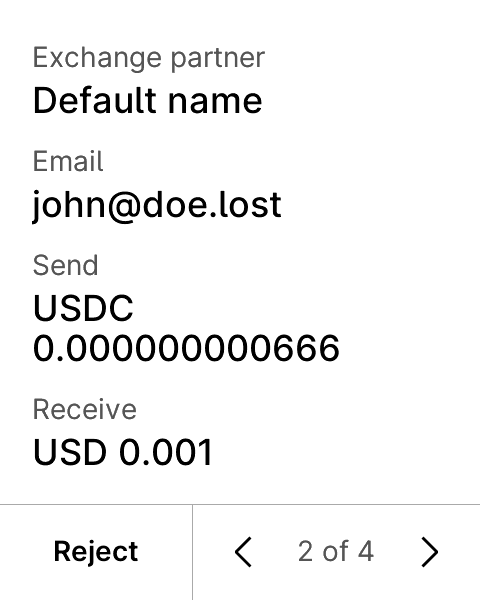 Exchange partner
Default name
Email
john@doe.lost
Send
USDC
0.000000000666
Receive
USD 0.001
Reject
2 of 4